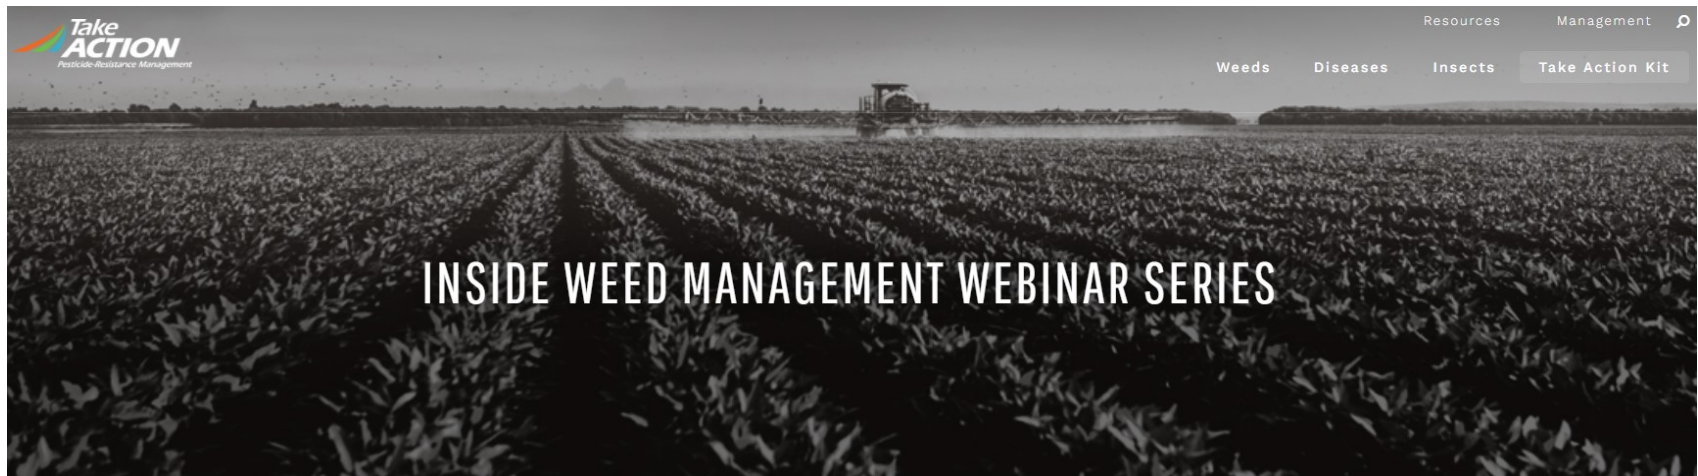 Take
ACTION
Pesticide-Resistance Management
Resources Management
Weeds Diseases Insects Take Action Kit
INSIDE WEED MANAGEMENT WEBINAR SERIES